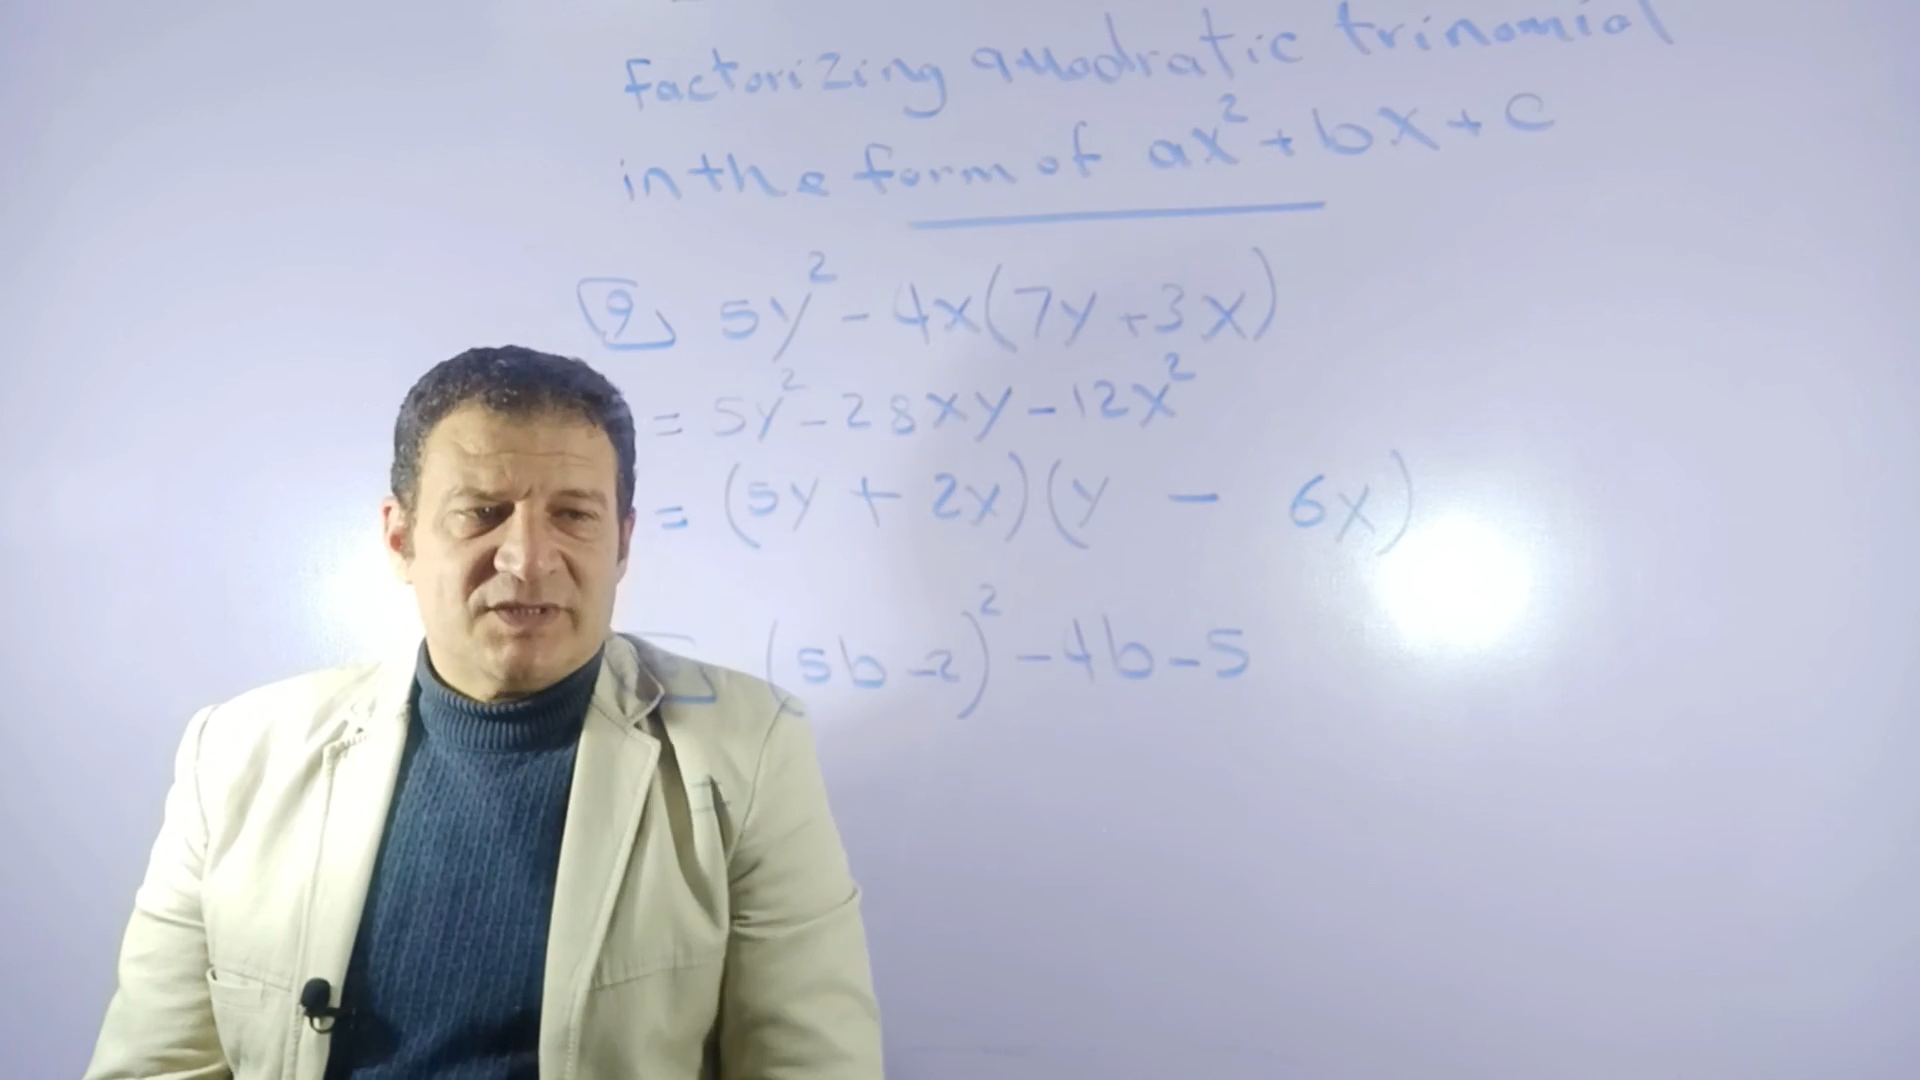 factorizing quadratic trinomial
in the form of ax² + bx + c
9 5y² - 4x(7y + 3x)
= 5y² - 28xy - 12x²
= (5y + 2x)(y - 6x)
(5b - 2)² - 4b - 5